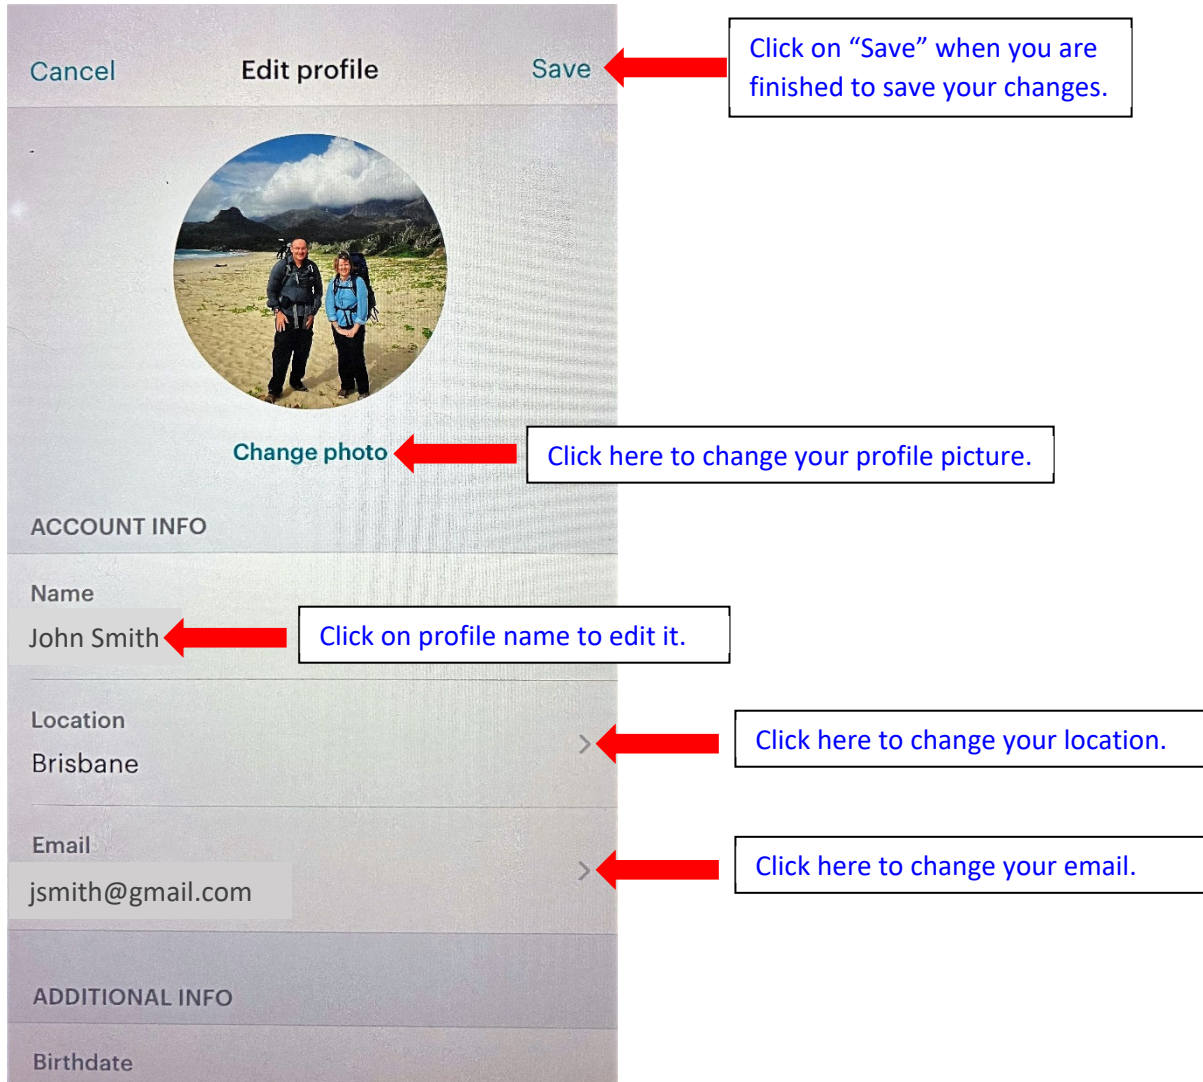 Cancel Edit profile Save
Click on “Save” when you are
finished to save your changes.
Change photo
Click here to change your profile picture.
ACCOUNT INFO
Name
John Smith
Click on profile name to edit it.
Location
Brisbane
Click here to change your location.
Email
jsmith@gmail.com
Click here to change your email.
ADDITIONAL INFO
Birthdate